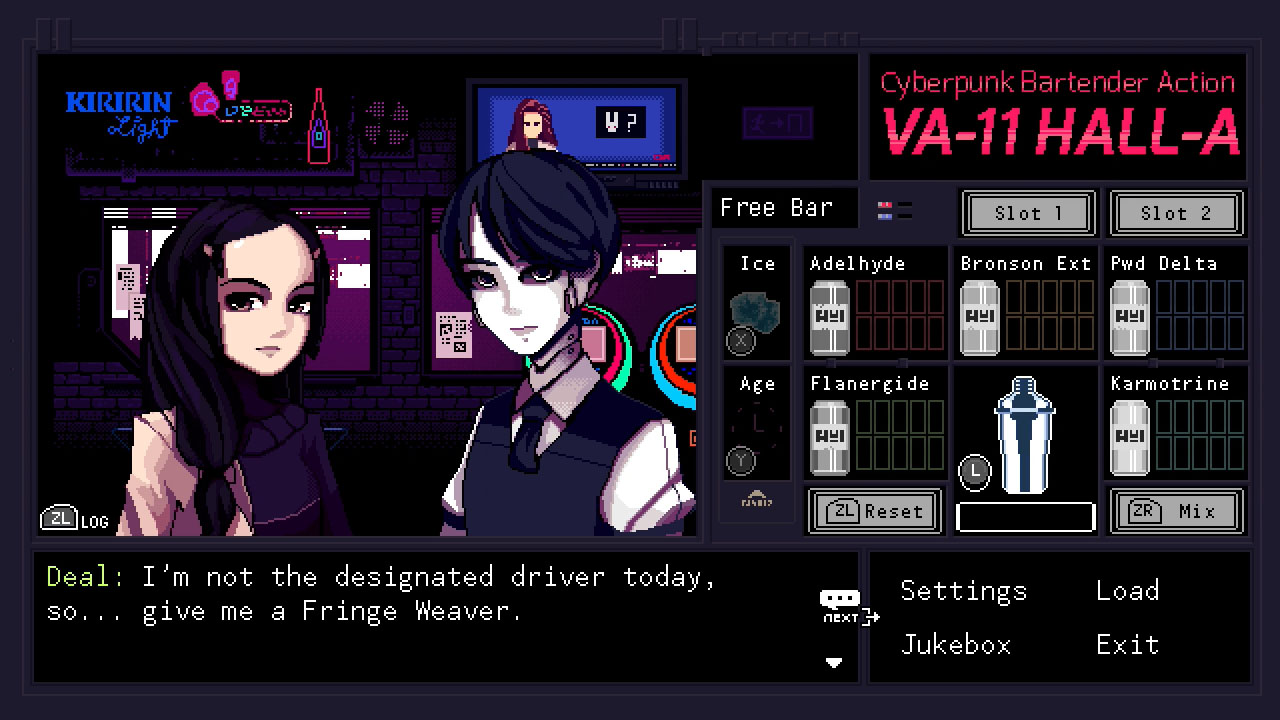 KIRIRIN
Light
Cyberpunk Bartender Action
VA-11 HALL-A
Free Bar
Slot 1
Slot 2
Ice
Adelhyde
Bronson Ext
Pwd Delta
X
Age
Flanergide
Karmotrine
Y
L
ZL LOG
ZL Reset
ZR Mix
Deal: I'm not the designated driver today,
so... give me a Fringe Weaver.
NEXT
Settings
Load
Jukebox
Exit